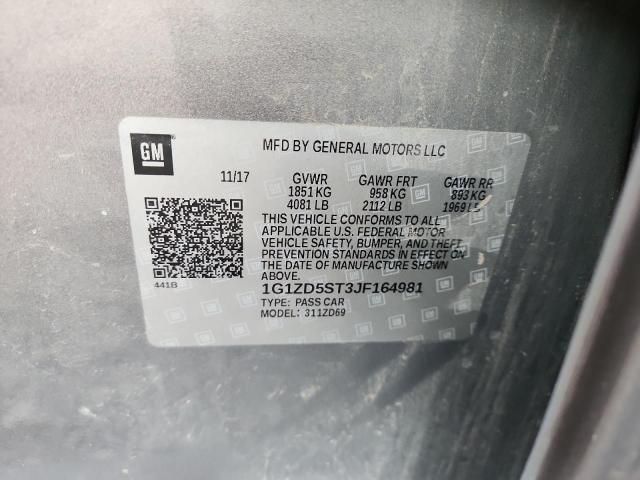 GM
MFD BY GENERAL MOTORS LLC
11/17 GVWR GAWR FRT GAWR RR
1851 KG 958 KG 893 KG
4081 LB 2112 LB 1969 LB
THIS VEHICLE CONFORMS TO ALL
APPLICABLE U.S. FEDERAL MOTOR
VEHICLE SAFETY, BUMPER, AND THEFT
PREVENTION STANDARDS IN EFFECT ON
THE DATE OF MANUFACTURE SHOWN
ABOVE.
441B
1G1ZD5ST3JF164981
TYPE: PASS CAR
MODEL: 311ZD69